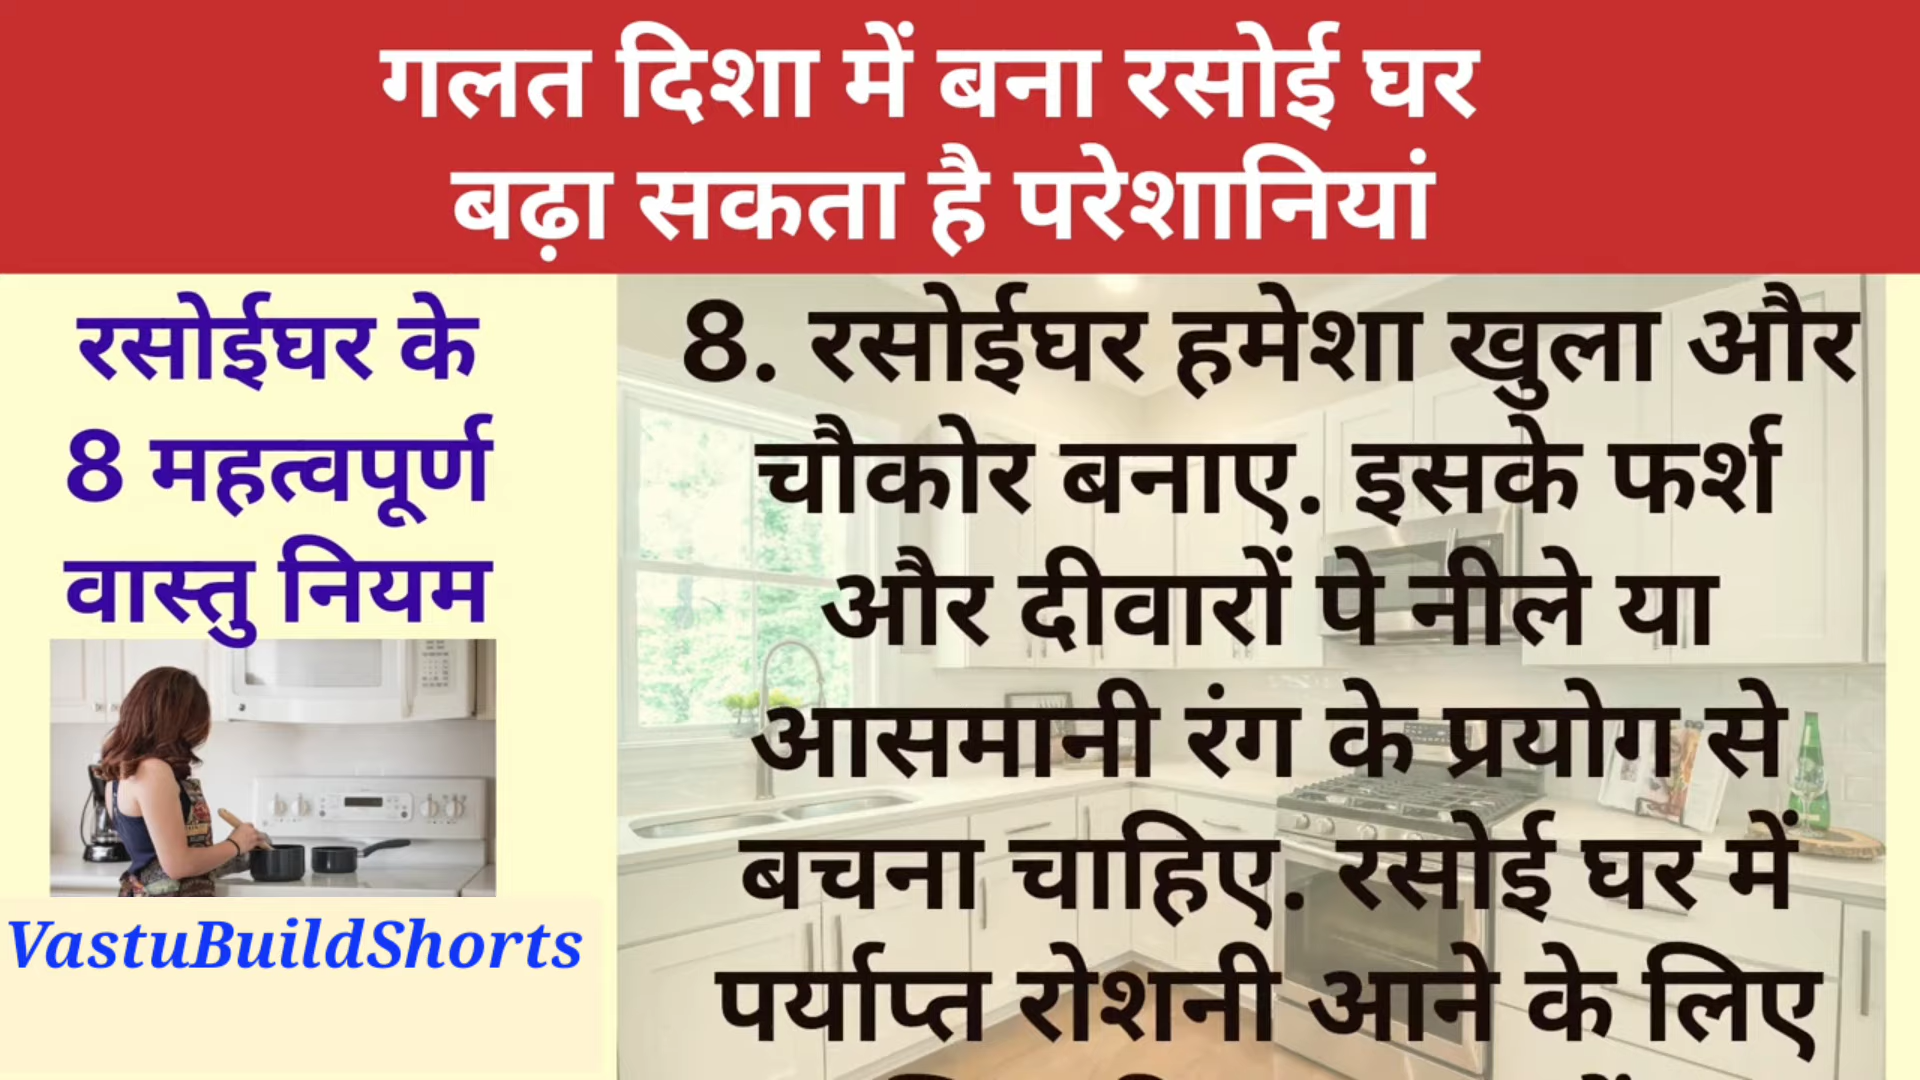 गलत दिशा में बना रसोई घर
बढ़ा सकता है परेशानियां
रसोईघर के
8 महत्वपूर्ण
वास्तु नियम
VastuBuildShorts
8. रसोईघर हमेशा खुला और
चौकोर बनाए. इसके फर्श
और दीवारों पे नीले या
आसमानी रंग के प्रयोग से
बचना चाहिए. रसोई घर में
पर्याप्त रोशनी आने के लिए